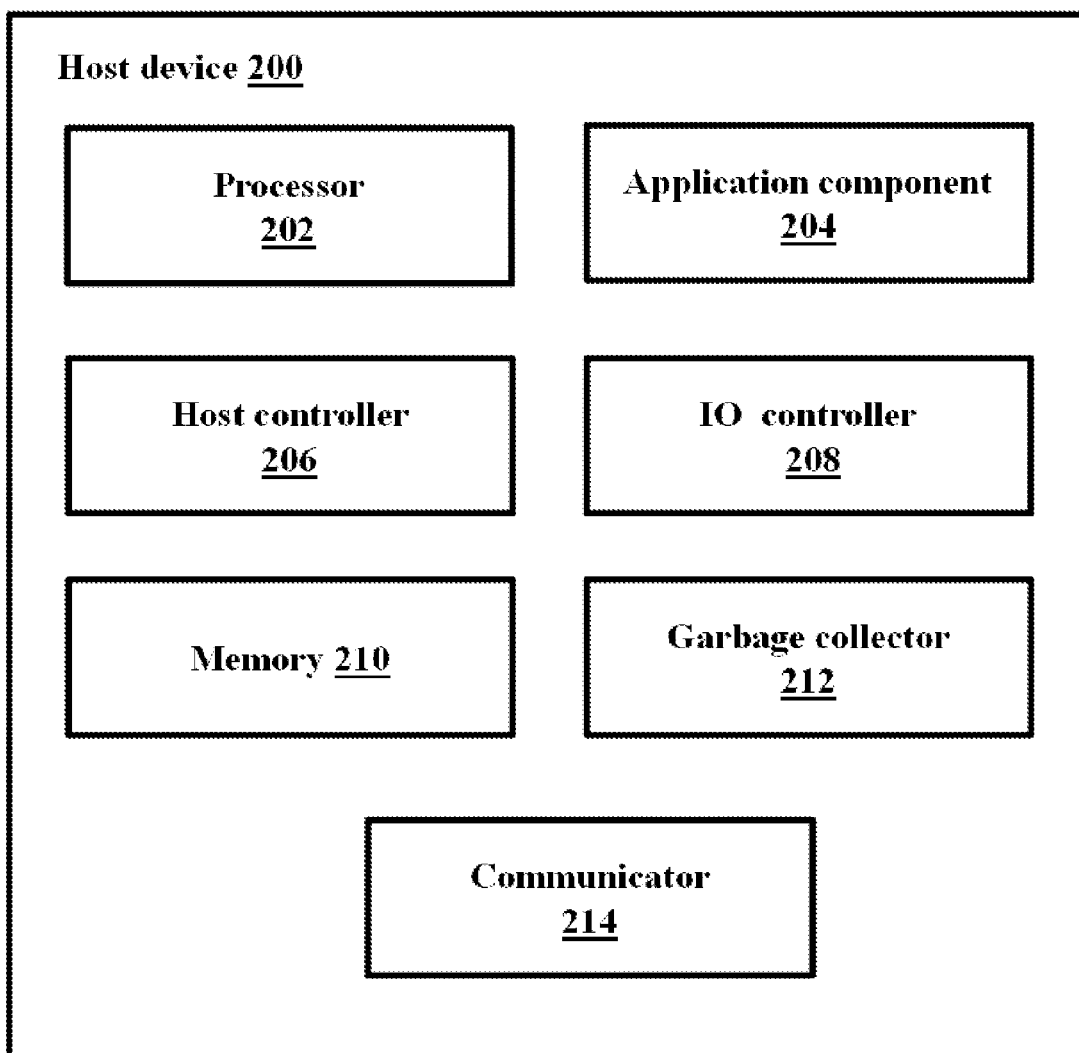 Host device 200
Processor
202
Application component
204
Host controller
206
IO controller
208
Memory 210
Garbage collector
212
Communicator
214